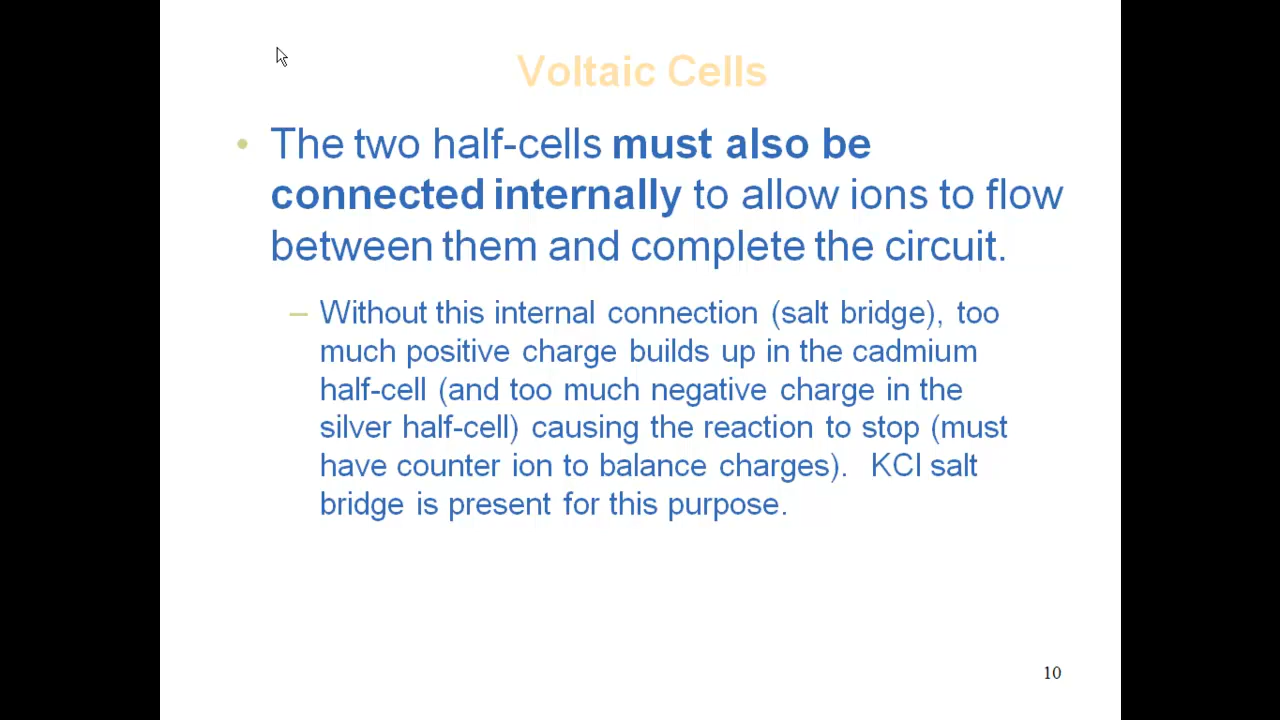 Voltaic Cells
• The two half-cells must also be
connected internally to allow ions to flow
between them and complete the circuit.
– Without this internal connection (salt bridge), too
much positive charge builds up in the cadmium
half-cell (and too much negative charge in the
silver half-cell) causing the reaction to stop (must
have counter ion to balance charges).  KCl salt
bridge is present for this purpose.
10